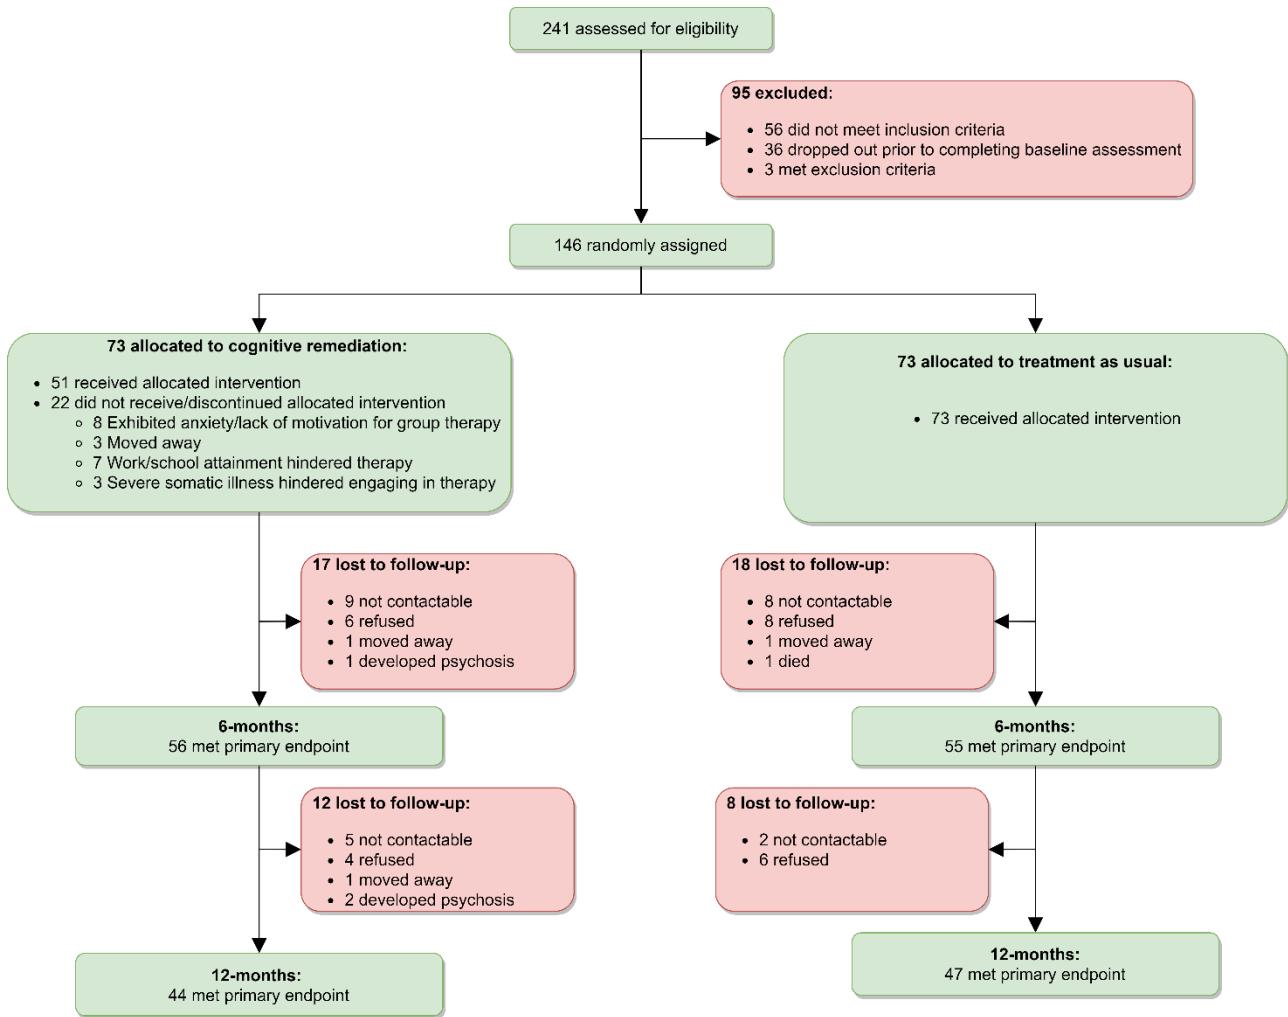 241 assessed for eligibility
95 excluded:
• 56 did not meet inclusion criteria
• 36 dropped out prior to completing baseline assessment
• 3 met exclusion criteria
146 randomly assigned
73 allocated to cognitive remediation:
• 51 received allocated intervention
• 22 did not receive/discontinued allocated intervention
◦ 8 Exhibited anxiety/lack of motivation for group therapy
◦ 3 Moved away
◦ 7 Work/school attainment hindered therapy
◦ 3 Severe somatic illness hindered engaging in therapy
73 allocated to treatment as usual:
• 73 received allocated intervention
17 lost to follow-up:
• 9 not contactable
• 6 refused
• 1 moved away
• 1 developed psychosis
18 lost to follow-up:
• 8 not contactable
• 8 refused
• 1 moved away
• 1 died
6-months:
56 met primary endpoint
6-months:
55 met primary endpoint
12 lost to follow-up:
• 5 not contactable
• 4 refused
• 1 moved away
• 2 developed psychosis
8 lost to follow-up:
• 2 not contactable
• 6 refused
12-months:
44 met primary endpoint
12-months:
47 met primary endpoint